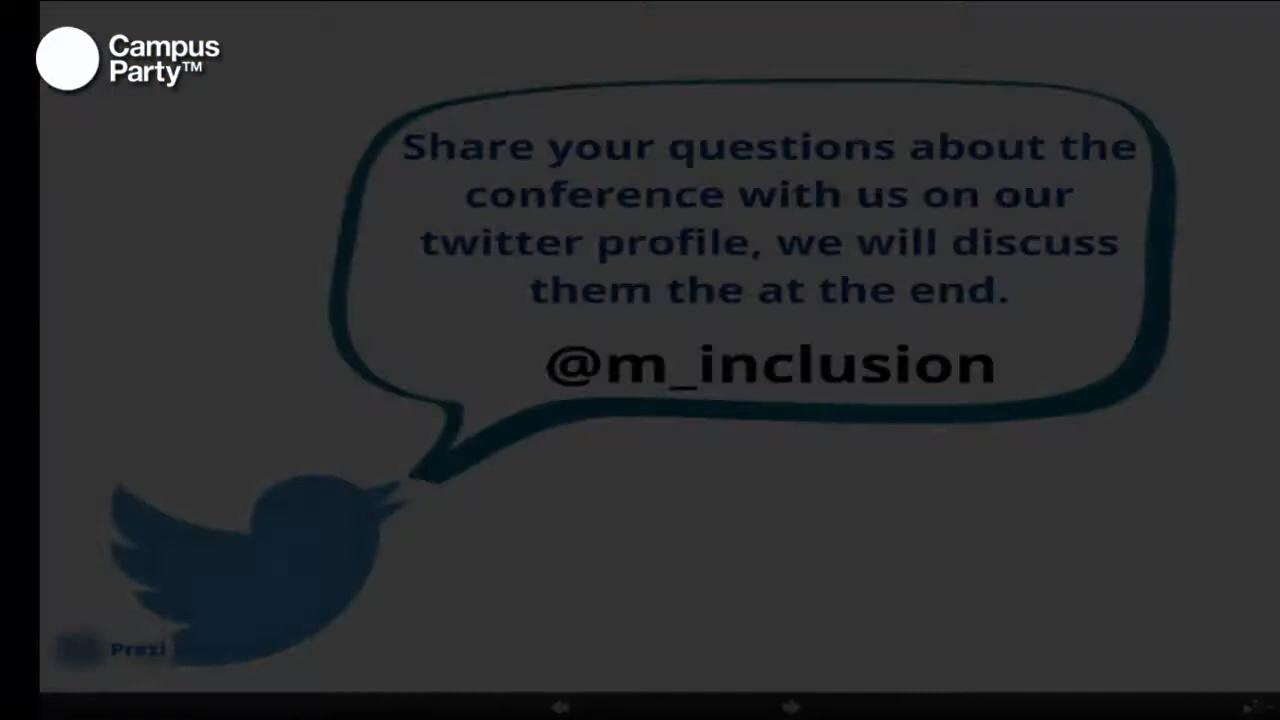 Campus
Party™
Share your questions about the
conference with us on our
twitter profile, we will discuss
them the at the end.
@m_inclusion
Prezi